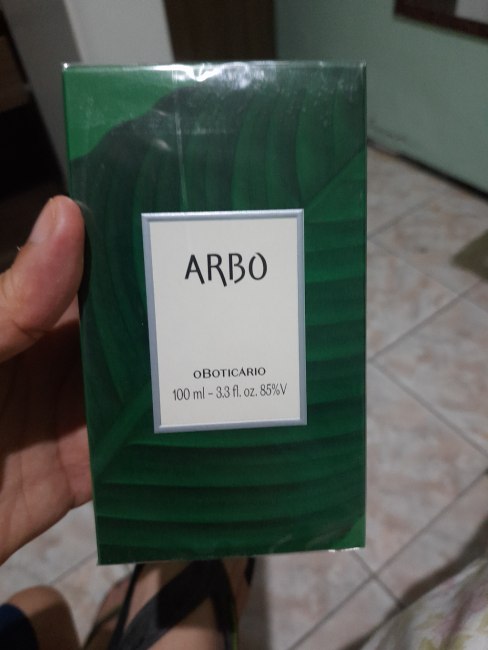 ARBO
oBOTICÁRIO
100 ml - 3.3 fl. oz. 85%V